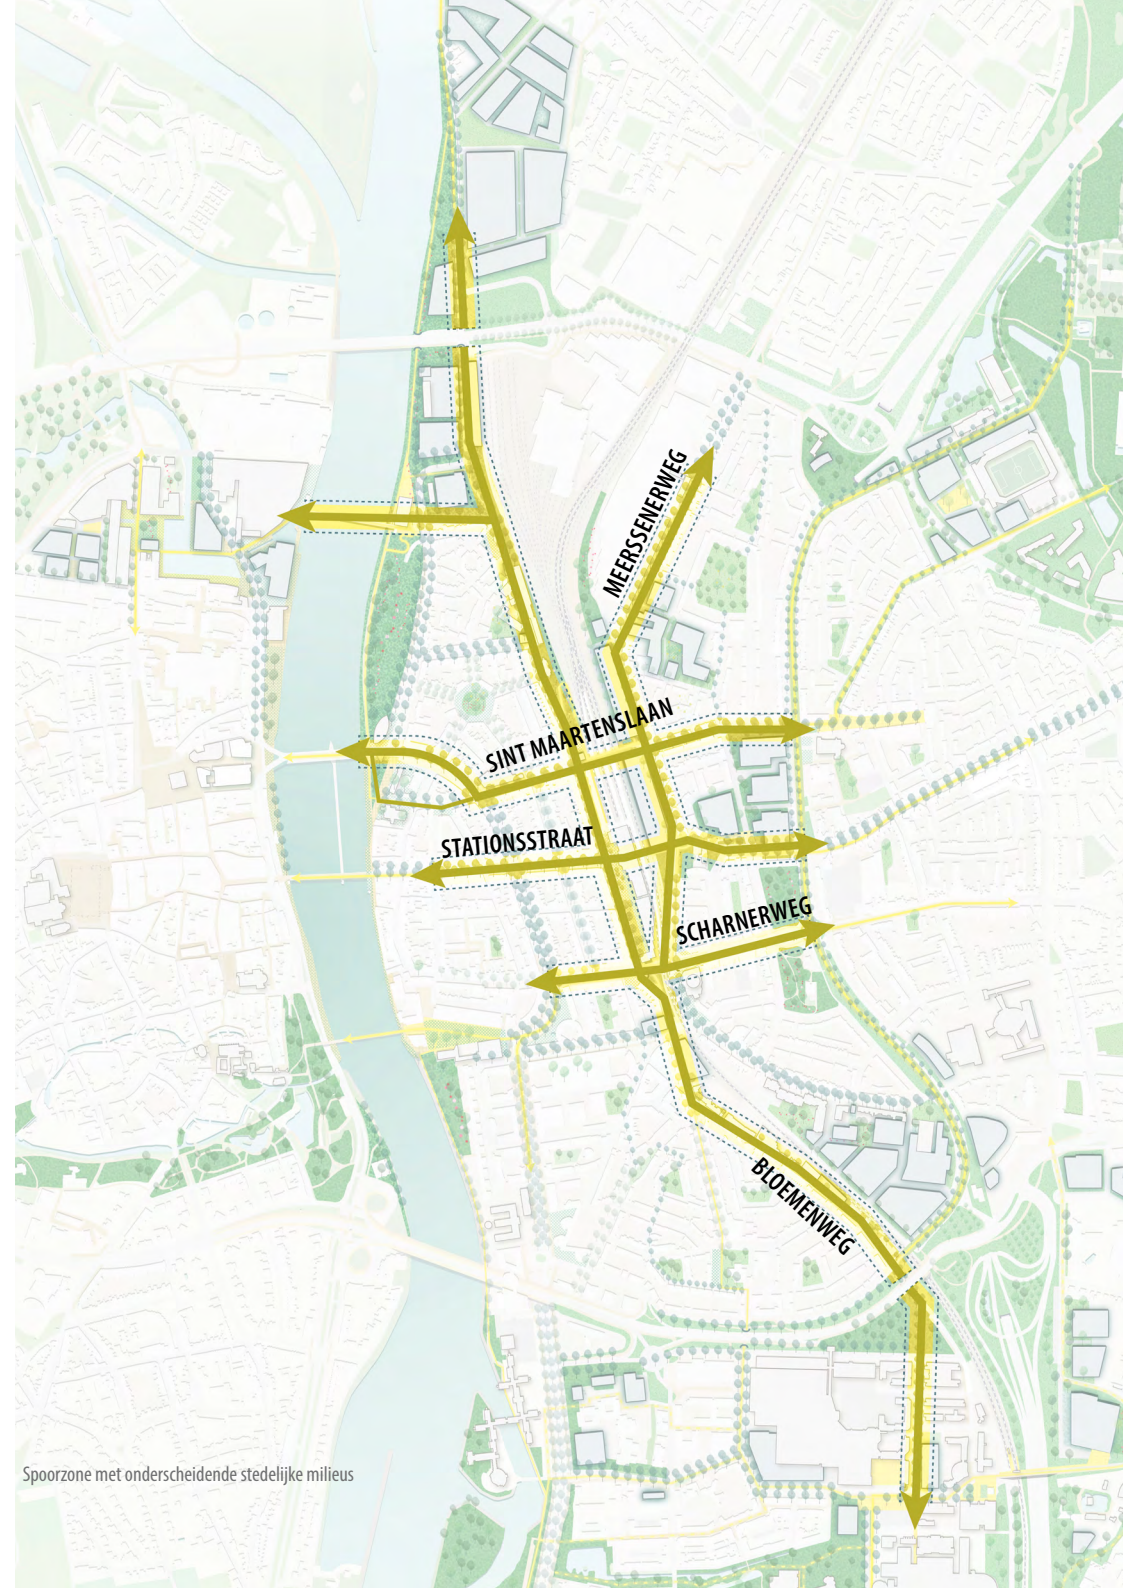 MEERSSENERWEG
SINT MAARTENSLAAN
STATIONSSTRAAT
SCHARNERWEG
BLOEMENWEG
Spoorzone met onderscheidende stedelijke milieus